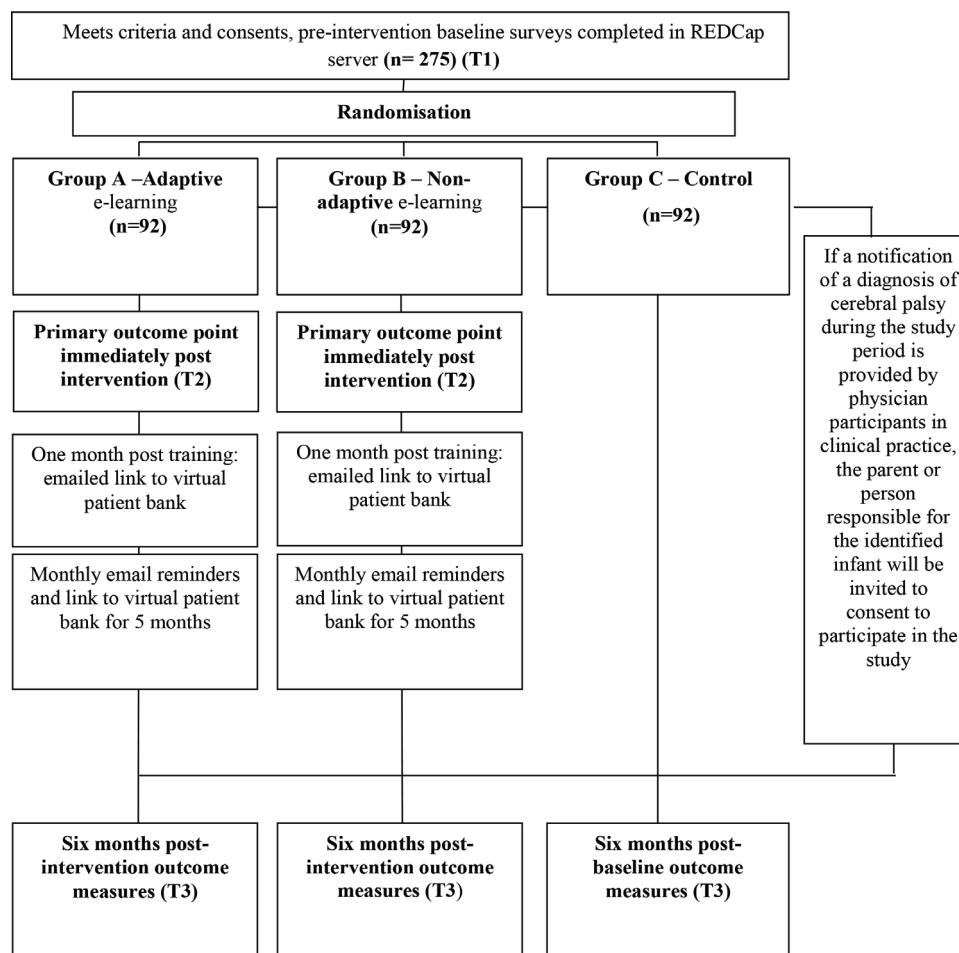 Meets criteria and consents, pre-intervention baseline surveys completed in REDCap
server (n= 275) (T1)
Randomisation
Group A –Adaptive
e-learning
(n=92)
Group B – Non-
adaptive e-learning
(n=92)
Group C – Control
(n=92)
If a notification
of a diagnosis of
cerebral palsy
during the study
period is
provided by
physician
participants in
clinical practice,
the parent or
person
responsible for
the identified
infant will be
invited to
consent to
participate in the
study
Primary outcome point
immediately post
intervention (T2)
Primary outcome point
immediately post
intervention (T2)
One month post training:
emailed link to virtual
patient bank
One month post training:
emailed link to virtual
patient bank
Monthly email reminders
and link to virtual patient
bank for 5 months
Monthly email reminders
and link to virtual patient
bank for 5 months
Six months post-
intervention outcome
measures (T3)
Six months post-
intervention outcome
measures (T3)
Six months post-
baseline outcome
measures (T3)